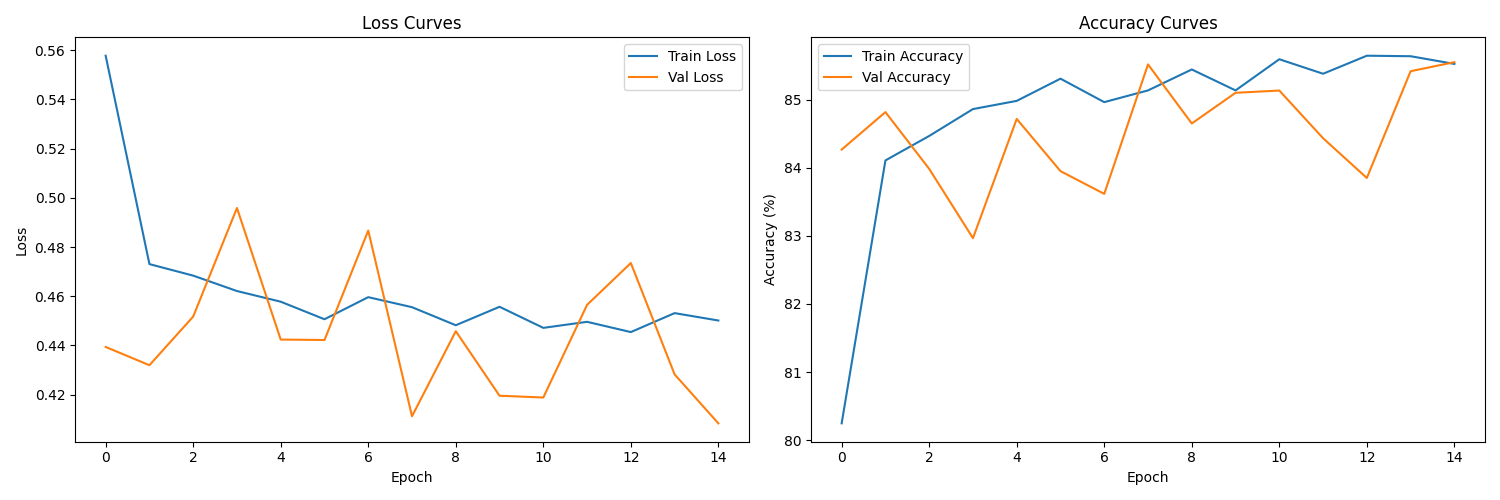 Loss Curves
Train Loss
Val Loss
0.56
0.54
0.52
0.50
0.48
0.46
0.44
0.42
Loss
0 2 4 6 8 10 12 14
Epoch
Accuracy Curves
Train Accuracy
Val Accuracy
85
84
83
82
81
80
Accuracy (%)
0 2 4 6 8 10 12 14
Epoch